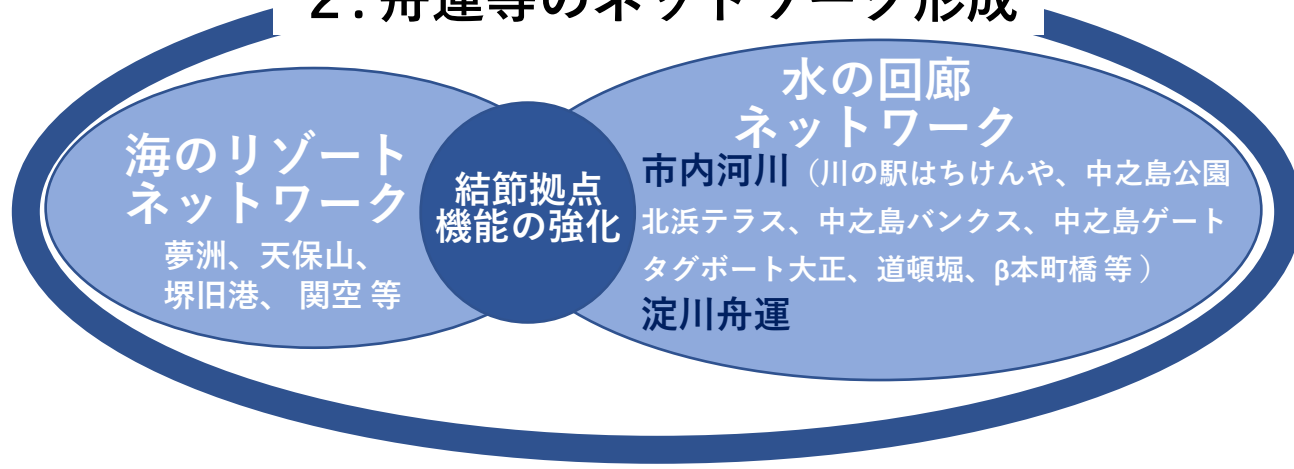 2．舟運等のネットワーク形成
海のリゾート
ネットワーク
夢洲、天保山、
堺旧港、 関空 等
結節拠点
機能の強化
水の回廊
ネットワーク
市内河川（川の駅はちけんや、中之島公園
北浜テラス、中之島バンクス、中之島ゲート
タグボート大正、道頓堀、β本町橋 等 ）
淀川舟運